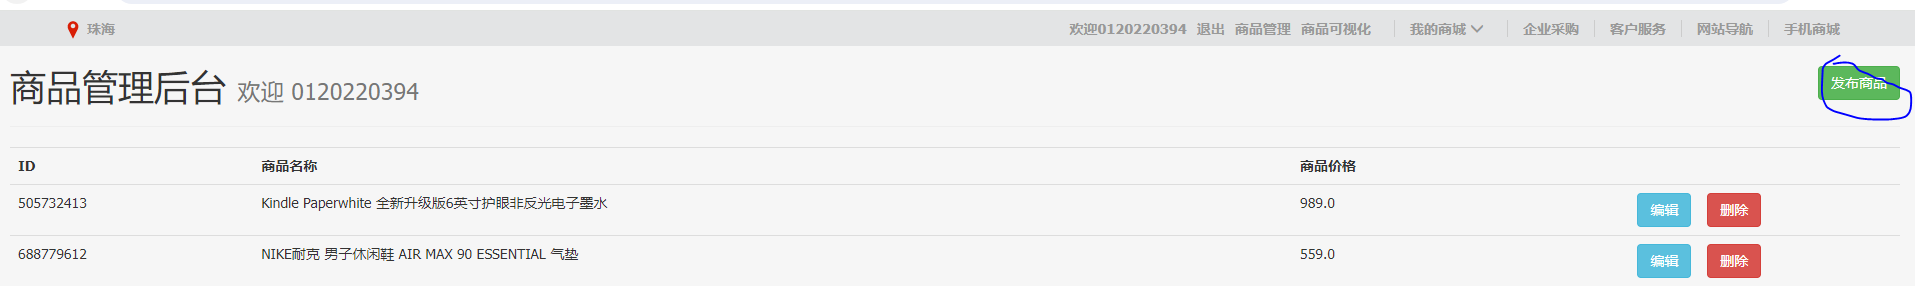 珠海 欢迎0120220394 退出 商品管理 商品可视化 我的商城 企业采购 客户服务 网站导航 手机商城
商品管理后台 欢迎 0120220394 发布商品
ID 商品名称 商品价格
505732413 Kindle Paperwhite 全新升级版6英寸护眼非反光电子墨水 989.0 编辑 删除
688779612 NIKE耐克 男子休闲鞋 AIR MAX 90 ESSENTIAL 气垫 559.0 编辑 删除